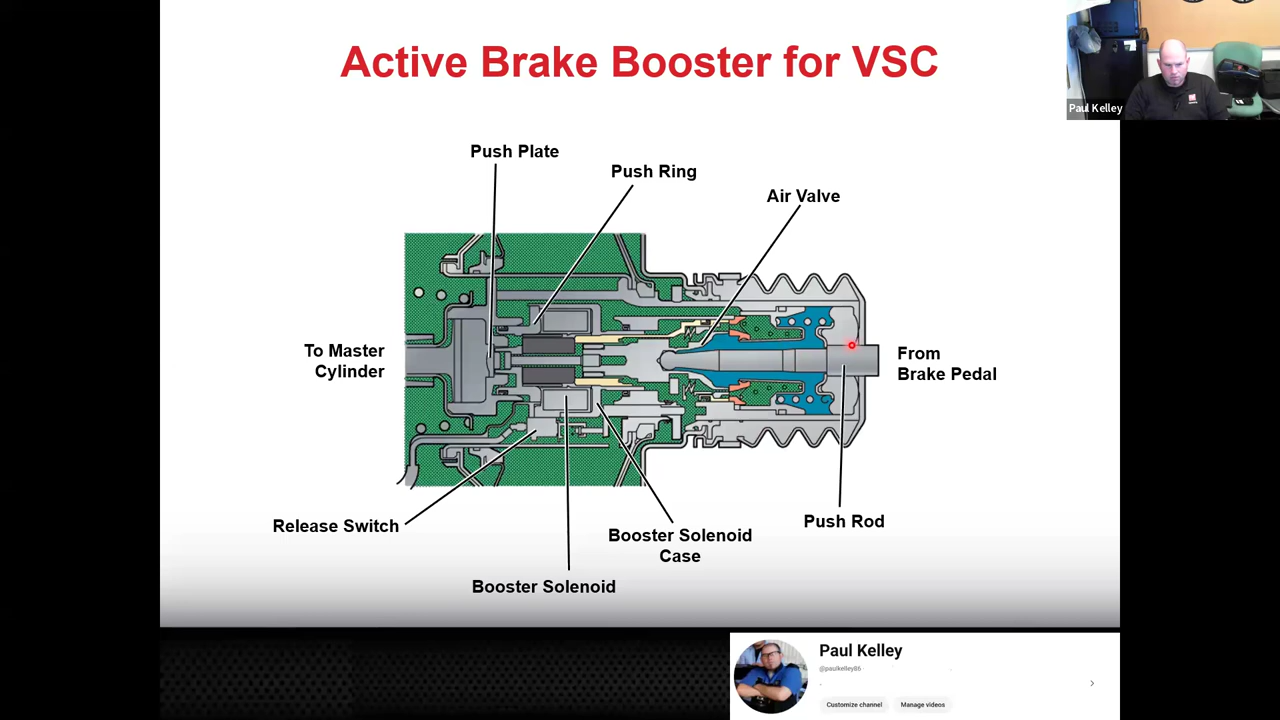 Active Brake Booster for VSC
Paul Kelley
Push Plate
Push Ring
Air Valve
To Master
Cylinder
From
Brake Pedal
Release Switch
Booster Solenoid
Case
Push Rod
Booster Solenoid
Paul Kelley
@paulkelley86
Customize channel
Manage videos